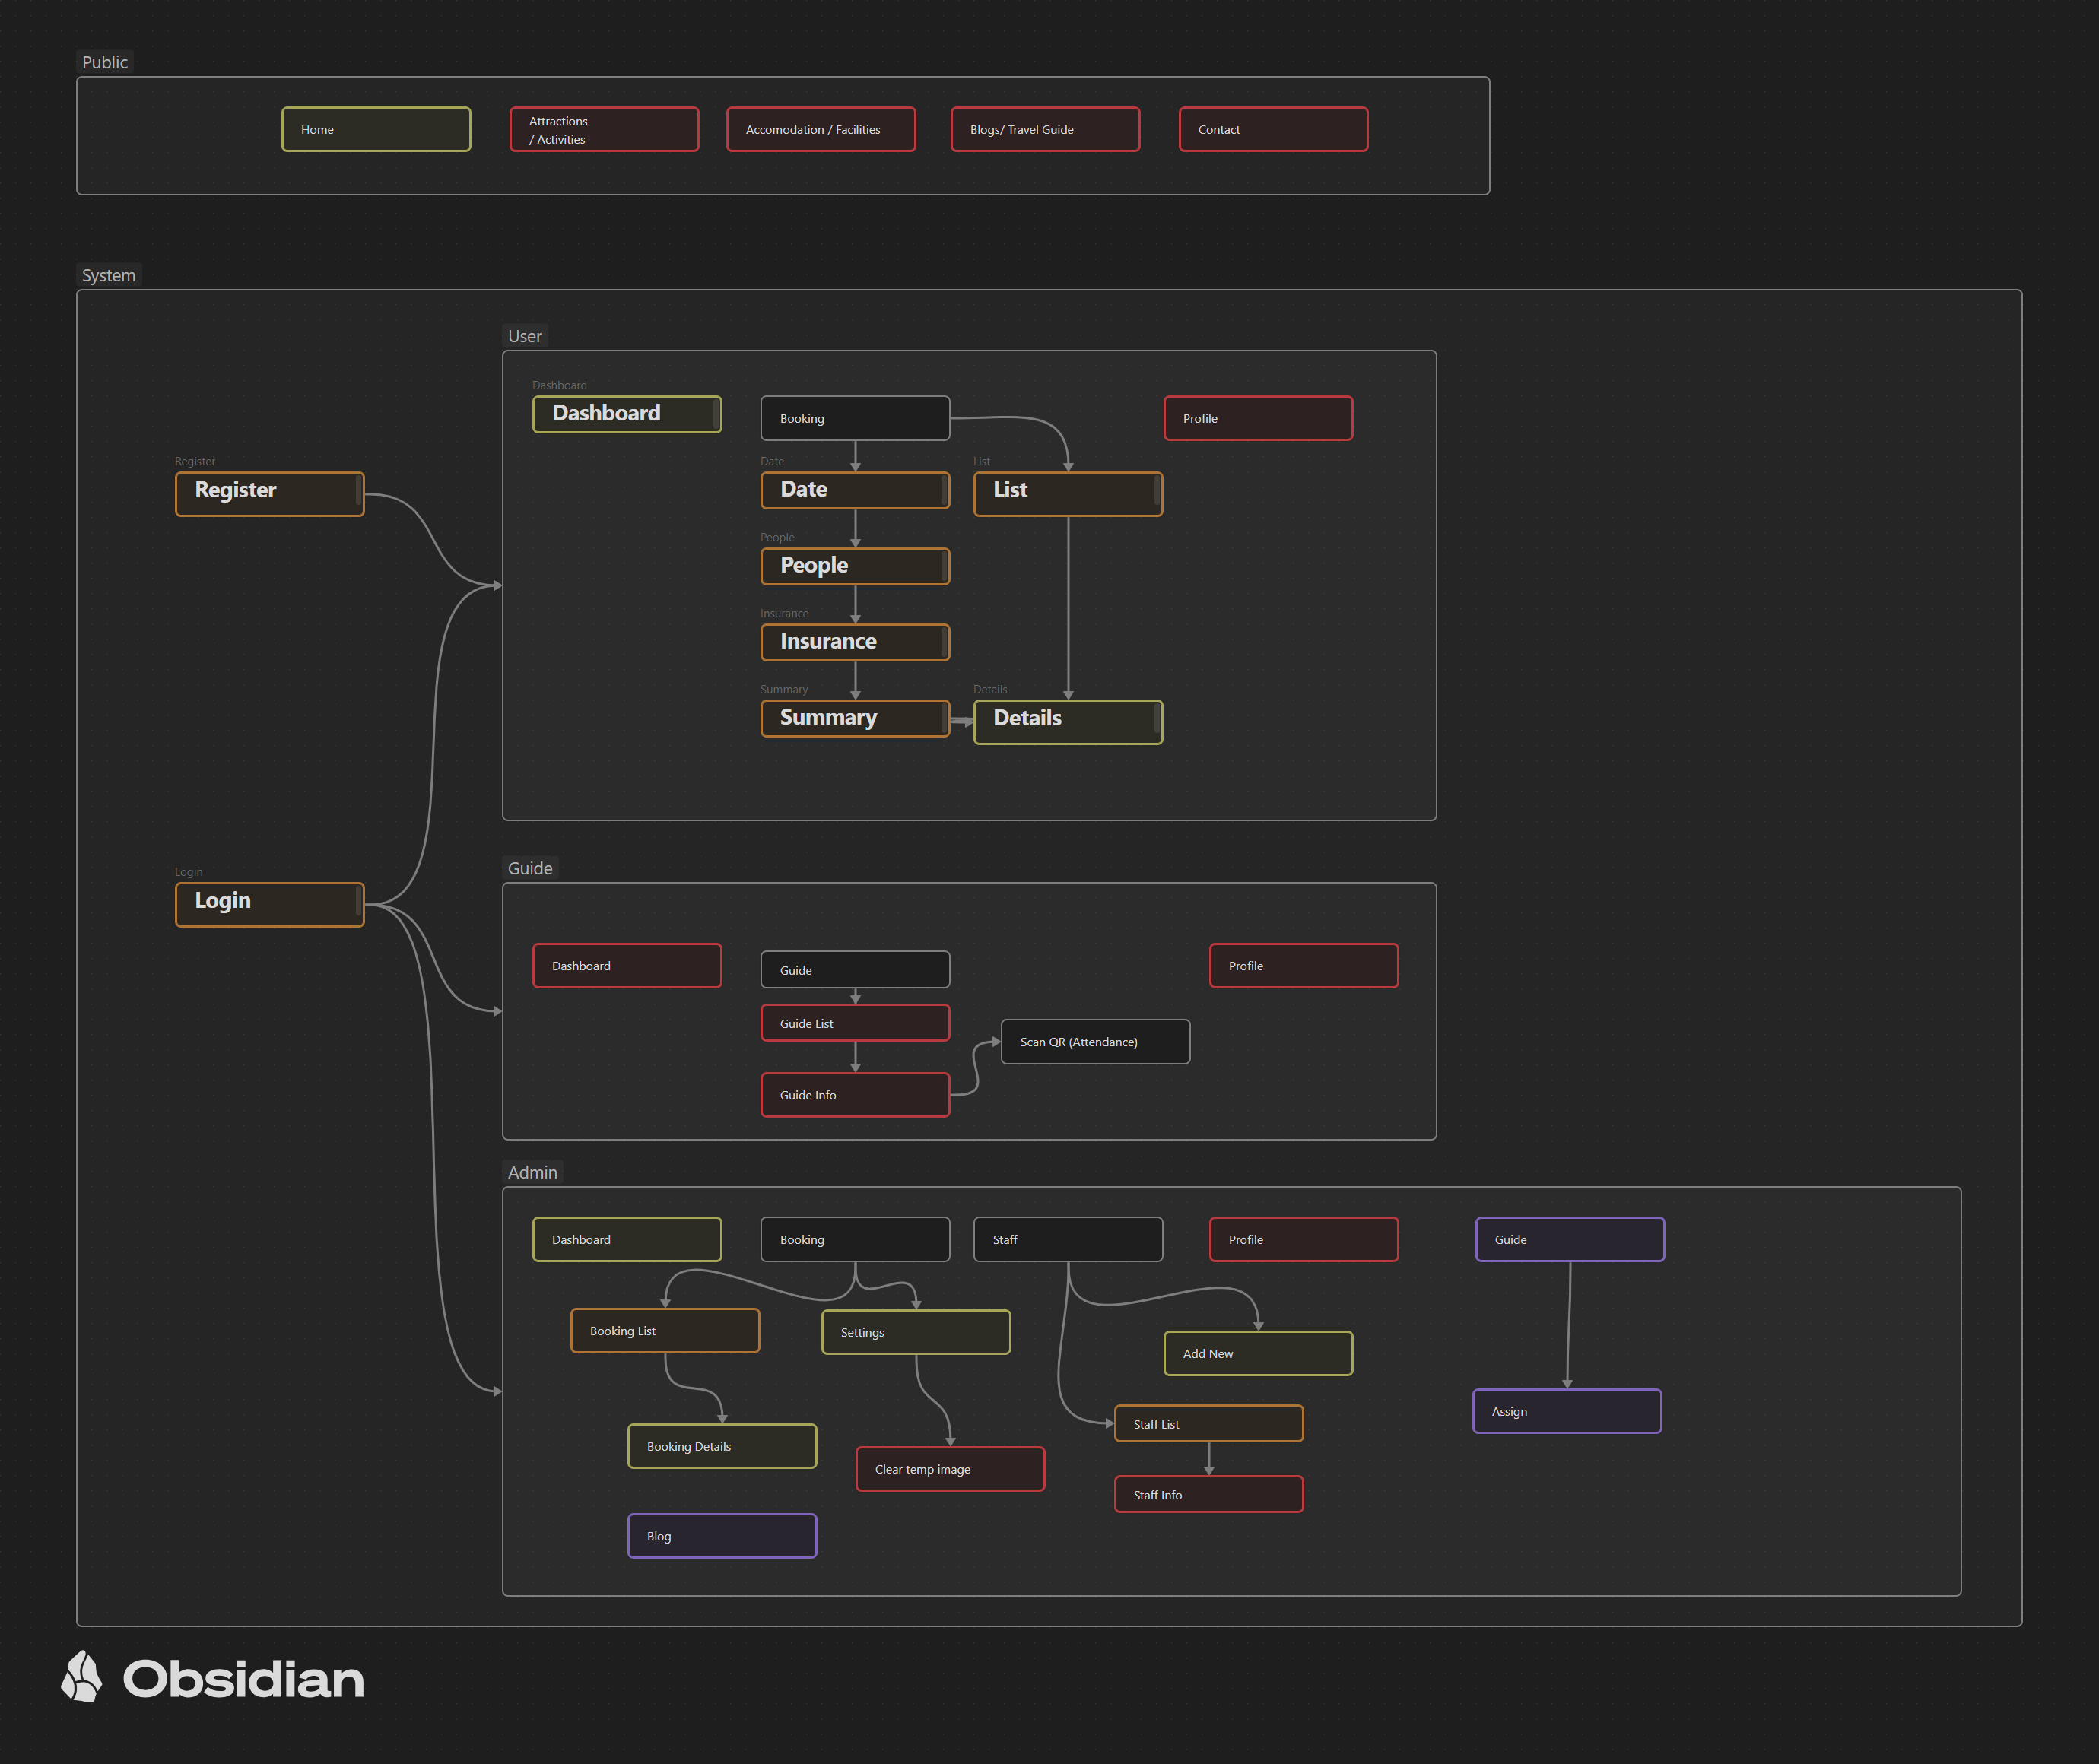 Public
Home
Attractions
/ Activities
Accomodation / Facilities
Blogs/ Travel Guide
Contact
System
User
Dashboard
Dashboard
Booking
Profile
Register
Register
Date
Date
List
List
People
People
Insurance
Insurance
Summary
Summary
Details
Details
Login
Login
Guide
Dashboard
Guide
Profile
Guide List
Scan QR (Attendance)
Guide Info
Admin
Dashboard
Booking
Staff
Profile
Guide
Booking List
Settings
Add New
Assign
Staff List
Booking Details
Clear temp image
Staff Info
Blog
Obsidian